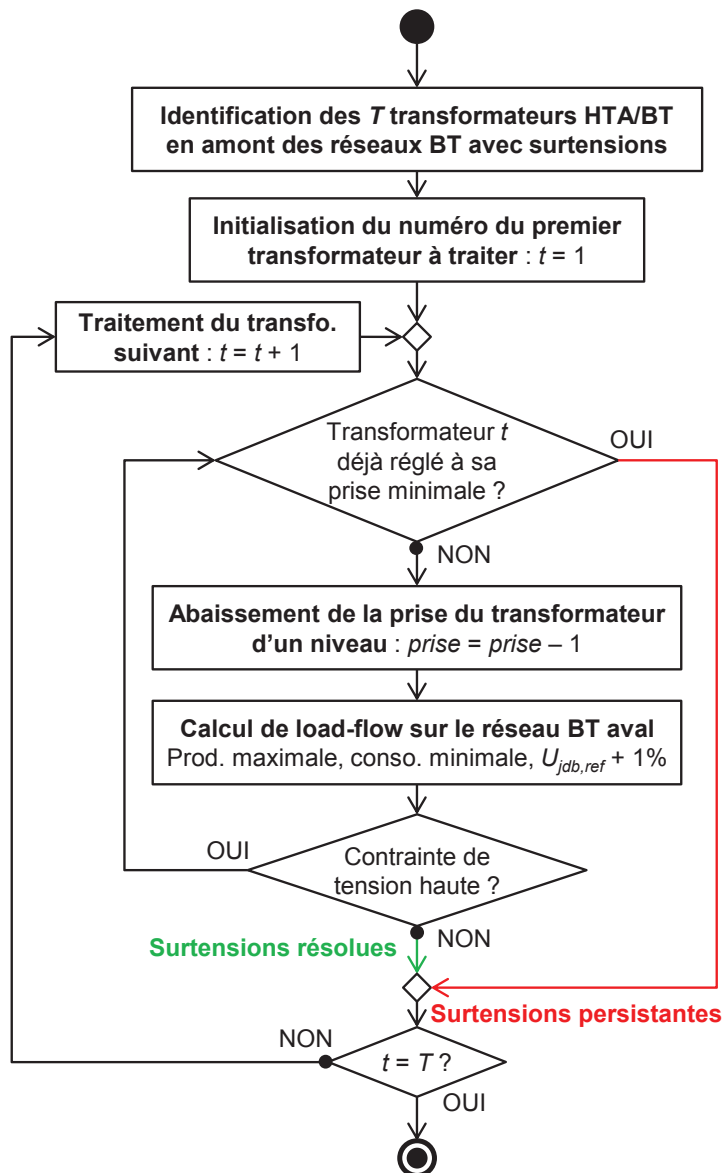 Identification des T transformateurs HTA/BT
en amont des réseaux BT avec surtensions
Initialisation du numéro du premier
transformateur à traiter : t = 1
Traitement du transfo.
suivant : t = t + 1
Transformateur t
déjà réglé à sa
prise minimale ?
OUI
NON
Abaissement de la prise du transformateur
d'un niveau : prise = prise – 1
Calcul de load-flow sur le réseau BT aval
Prod. maximale, conso. minimale, Ujdb,ref + 1%
OUI
Contrainte de
tension haute ?
NON
Surtensions résolues
Surtensions persistantes
NON
t = T ?
OUI